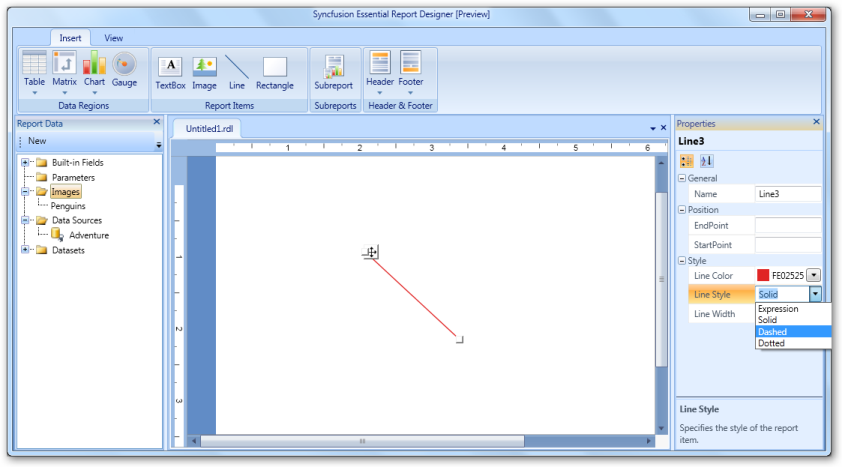 Syncfusion Essential Report Designer [Preview]
Insert View
Table Matrix Chart Gauge
Data Regions
A
TextBox Image Line Rectangle
Report Items
Subreport
Subreports
Header Footer
Header & Footer
Report Data
New
Built-in Fields
Parameters
Images
Penguins
Data Sources
Adventure
Datasets
Untitled1.rdl
1 2 3 4 5 6
1
2
3
Properties
Line3
General
Name Line3
Position
EndPoint
StartPoint
Style
Line Color FE02525
Line Style Solid
Line Width
Expression
Solid
Dashed
Dotted
Line Style
Specifies the style of the report
item.